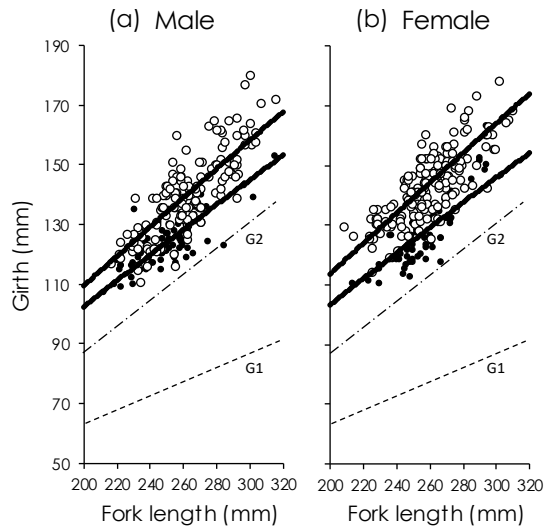 (a) Male
(b) Female
Girth (mm)
190
170
150
130
110
90
70
50
G2
G1
G2
G1
200 220 240 260 280 300 320
200 220 240 260 280 300 320
Fork length (mm)
Fork length (mm)